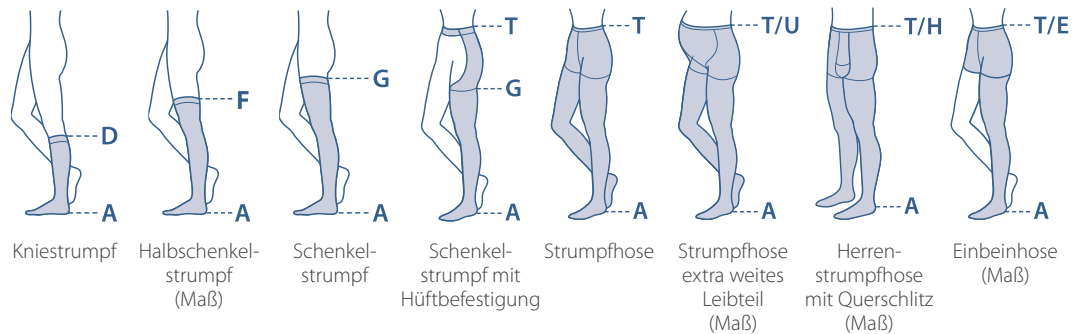 T
T
T/U
T/H
T/E
G
F
G
D
A
A
A
A
A
A
A
A
Kniestrumpf
Halbschenkel-
strumpf
(Maß)
Schenkel-
strumpf
Schenkel-
strumpf mit
Hüftbefestigung
Strumpfhose
Strumpfhose
extra weites
Leibteil
(Maß)
Herren-
strumpfhose
mit Querschlitz
(Maß)
Einbeinhose
(Maß)